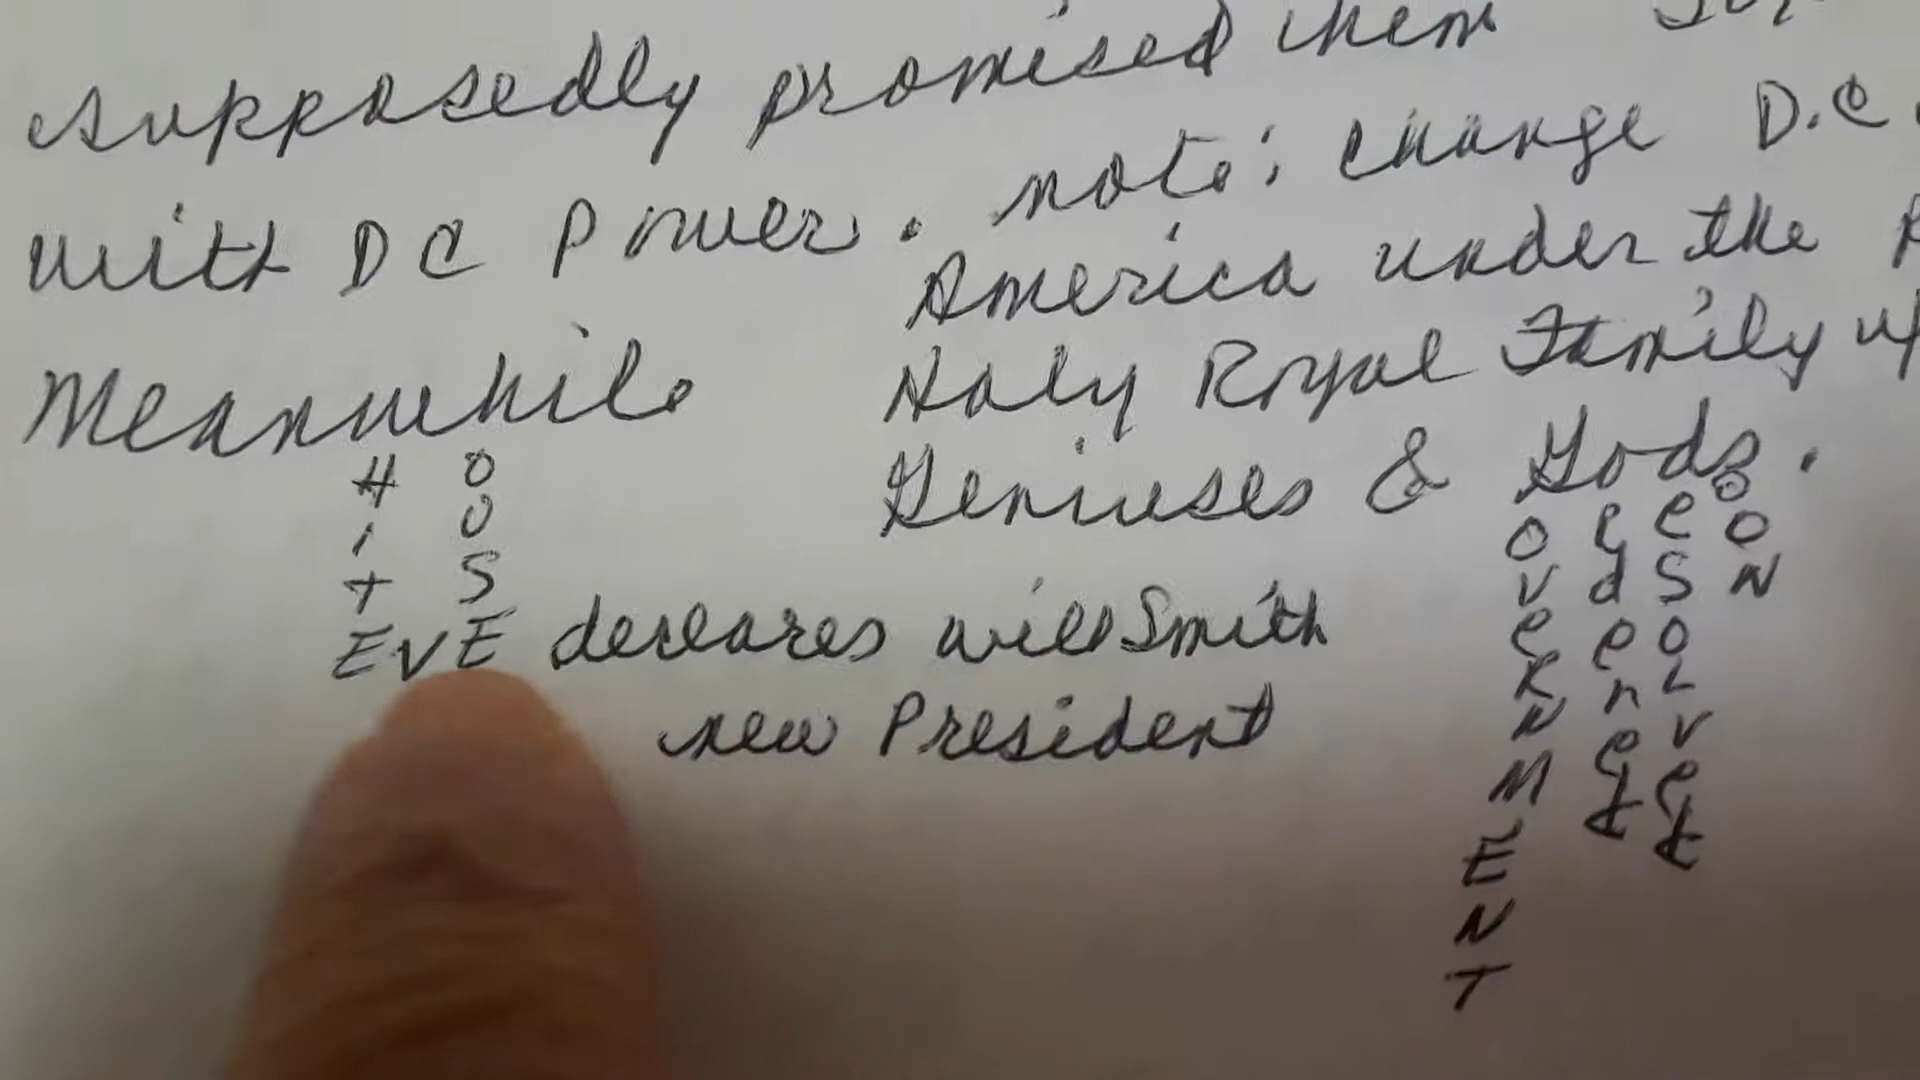 supposedly promised them
with DC Power. note: change D.C.
America under the
Meanwhile Holy Royal Family of
Geniuses & Gods.
H O
i U
T S
E V E declares will Smith
new President
O e e O
V d S O
e e O N
R n L
N e V
M t e
E t
N
T